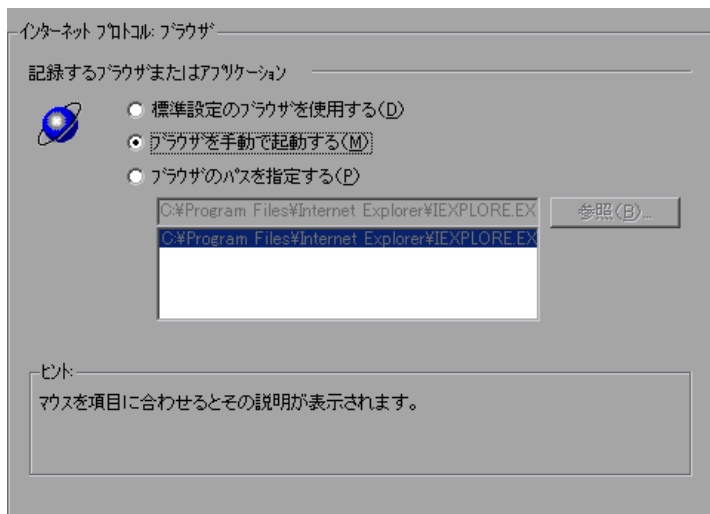 インターネット プロトコル: ブラウザ
記録するブラウザまたはアプリケーション
標準設定のブラウザを使用する(D)
ブラウザを手動で起動する(M)
ブラウザのパスを指定する(P)
C:¥Program Files¥Internet Explorer¥IEXPLORE.EX
参照(B)...
C:¥Program Files¥Internet Explorer¥IEXPLORE.EX
ヒント:
マウスを項目に合わせるとその説明が表示されます。